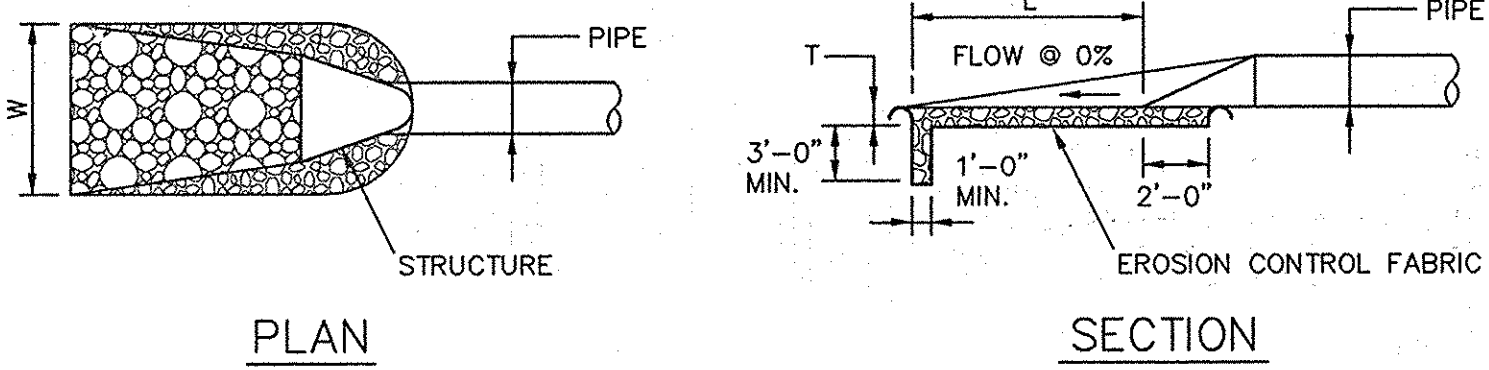 W
PIPE
STRUCTURE
PLAN
L
PIPE
T
FLOW @ 0%
3'-0"
MIN.
1'-0"
MIN.
2'-0"
EROSION CONTROL FABRIC
SECTION